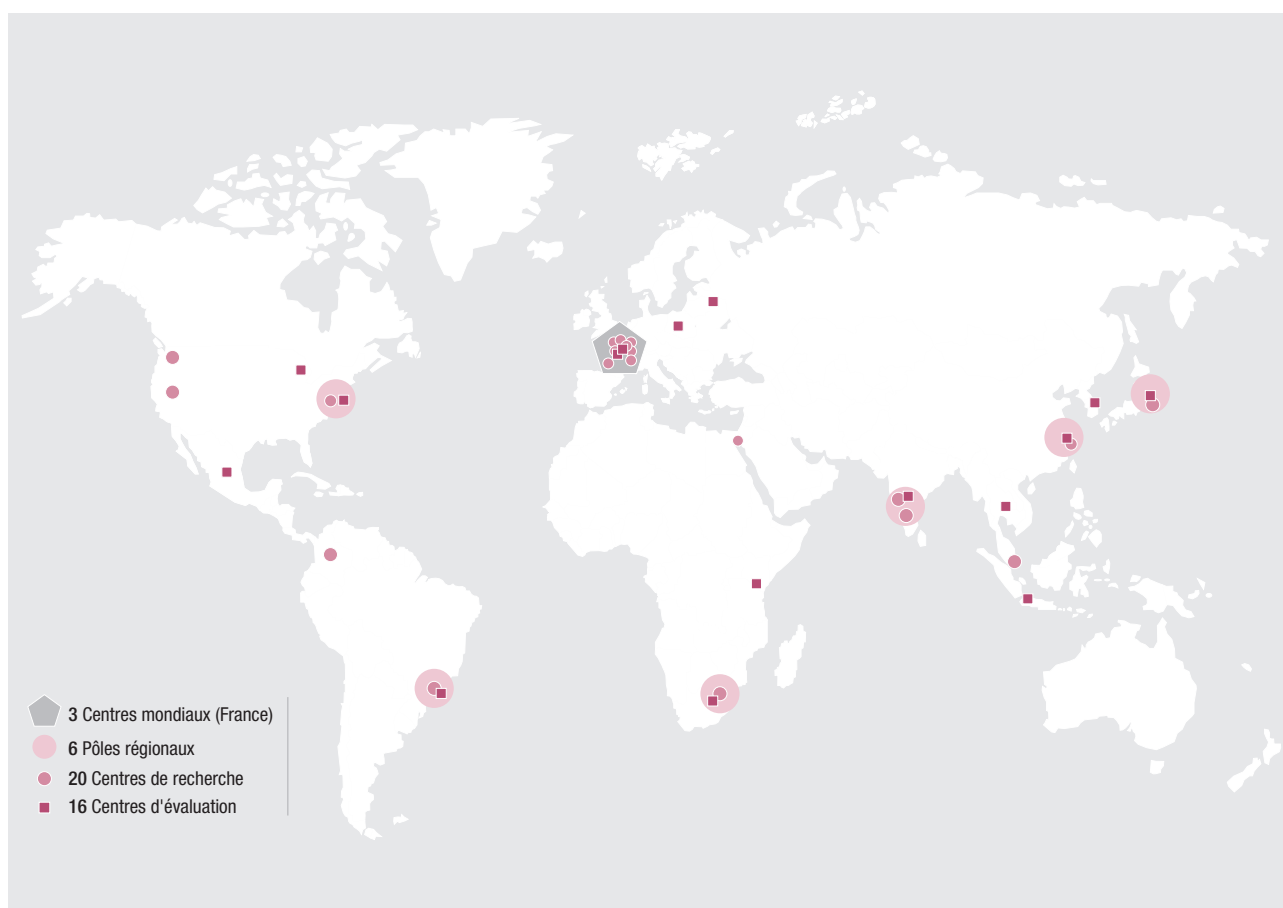 3 Centres mondiaux (France)
6 Pôles régionaux
20 Centres de recherche
16 Centres d'évaluation